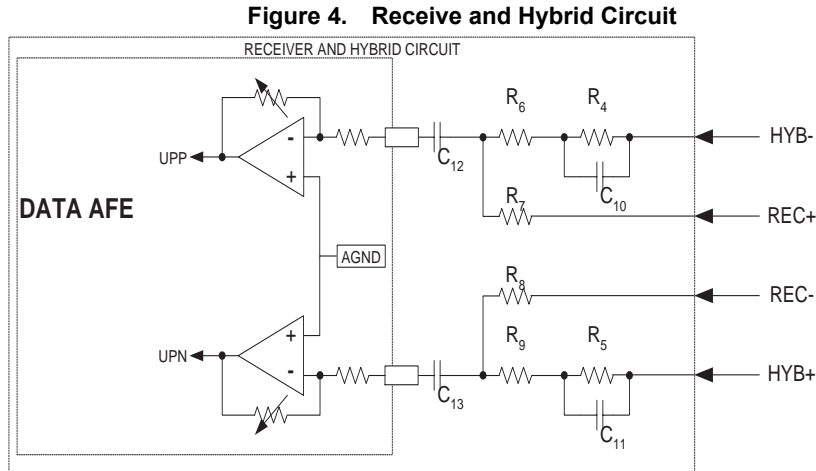 Figure 4. Receive and Hybrid Circuit
RECEIVER AND HYBRID CIRCUIT
R6
R4
-
HYB-
UPP
C12
+
C10
DATA AFE
R7
REC+
AGND
R8
REC-
+
R9
R5
UPN
-
HYB+
C13
C11